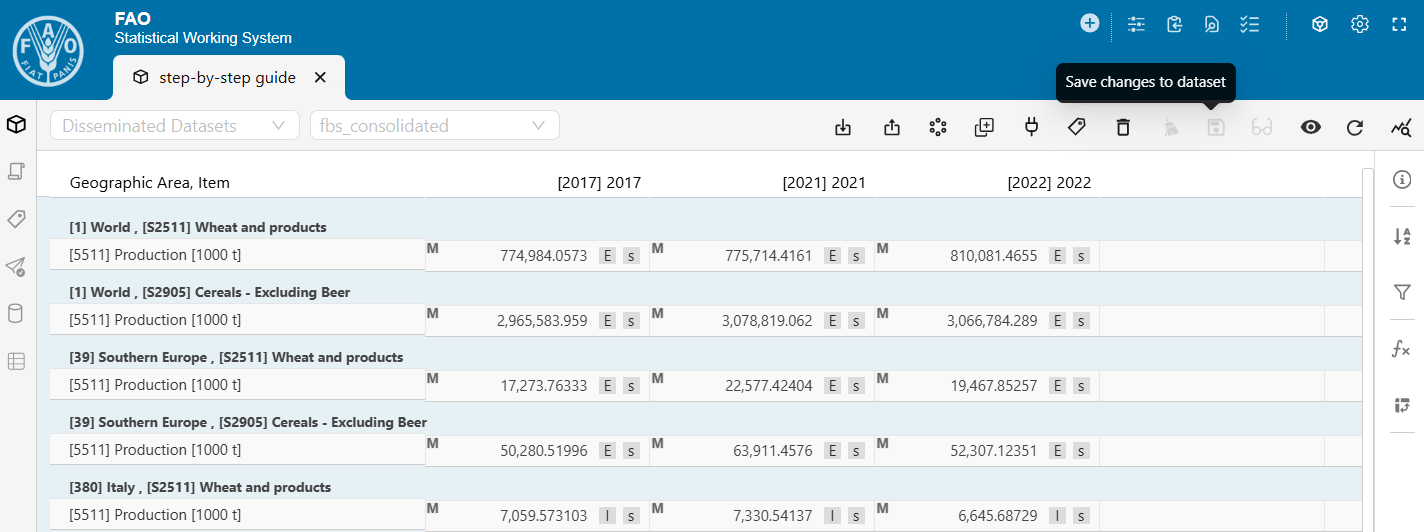 FAO
Statistical Working System
FAO
FIAT PANIS
step-by-step guide
Save changes to dataset
Disseminated Datasets fbs_consolidated
Geographic Area, Item [2017] 2017 [2021] 2021 [2022] 2022
[1] World , [S2511] Wheat and products
[5511] Production [1000 t] M 774,984.0573 E s M 775,714.4161 E s M 810,081.4655 E s
[1] World , [S2905] Cereals - Excluding Beer
[5511] Production [1000 t] M 2,965,583.959 E s M 3,078,819.062 E s M 3,066,784.289 E s
[39] Southern Europe , [S2511] Wheat and products
[5511] Production [1000 t] M 17,273.76333 E s M 22,577.42404 E s M 19,467.85257 E s
[39] Southern Europe , [S2905] Cereals - Excluding Beer
[5511] Production [1000 t] M 50,280.51996 E s M 63,911.4576 E s M 52,307.12351 E s
[380] Italy , [S2511] Wheat and products
[5511] Production [1000 t] M 7,059.573103 I s M 7,330.54137 I s M 6,645.68729 I s